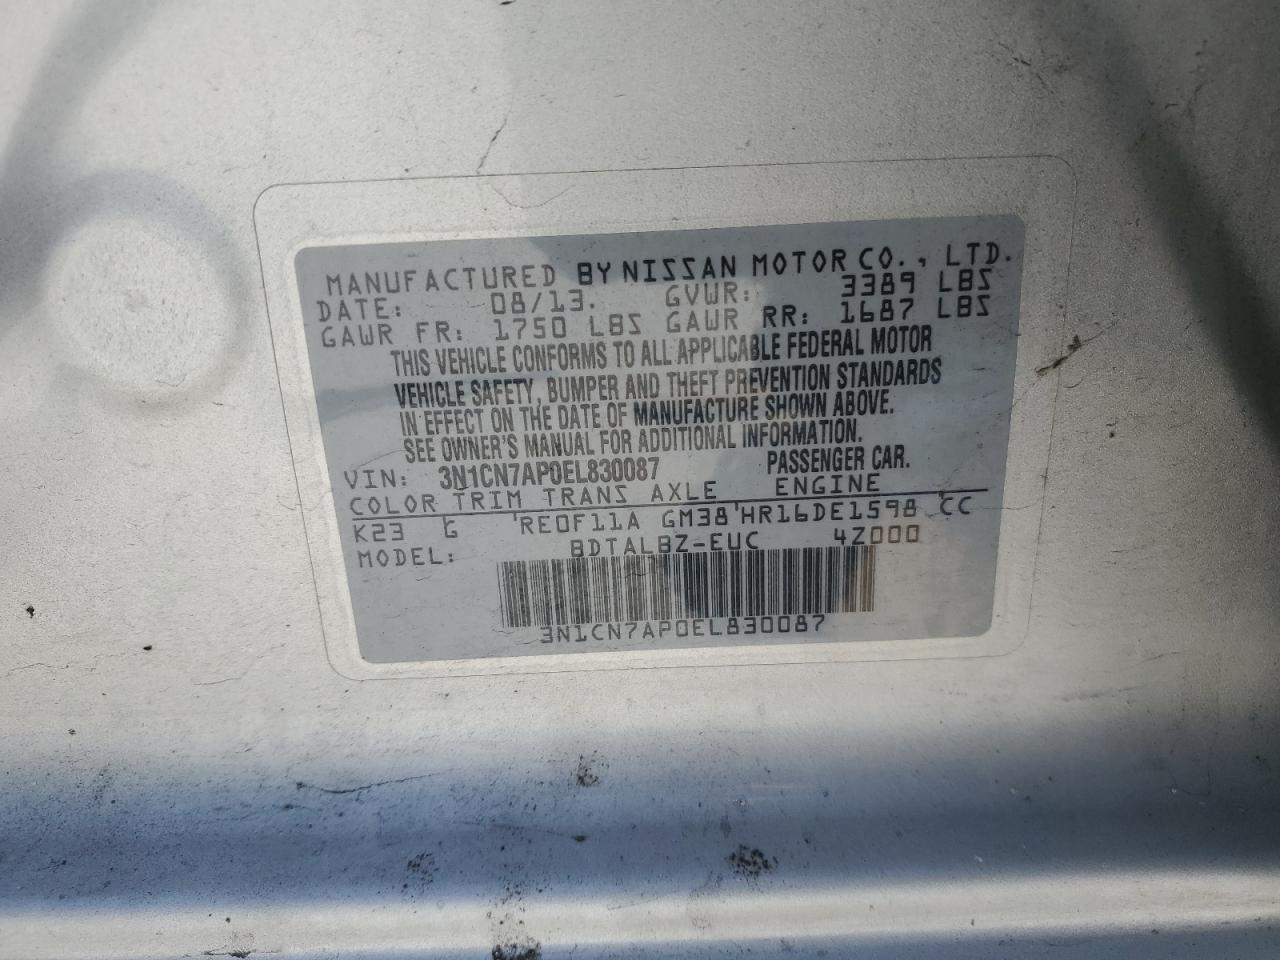 MANUFACTURED BY NISSAN MOTOR CO., LTD.
DATE: 08/13. GVWR: 3389 LBS
GAWR FR: 1750 LBS GAWR RR: 1687 LBS
THIS VEHICLE CONFORMS TO ALL APPLICABLE FEDERAL MOTOR
VEHICLE SAFETY, BUMPER AND THEFT PREVENTION STANDARDS
IN EFFECT ON THE DATE OF MANUFACTURE SHOWN ABOVE.
SEE OWNER'S MANUAL FOR ADDITIONAL INFORMATION.
VIN: 3N1CN7AP0EL830087 PASSENGER CAR.
COLOR TRIM TRANS AXLE ENGINE
K23 G RE0F11A GM38 HR16DE1598 CC
MODEL: BDTALBZ-EUC 4Z000
3N1CN7AP0EL830087